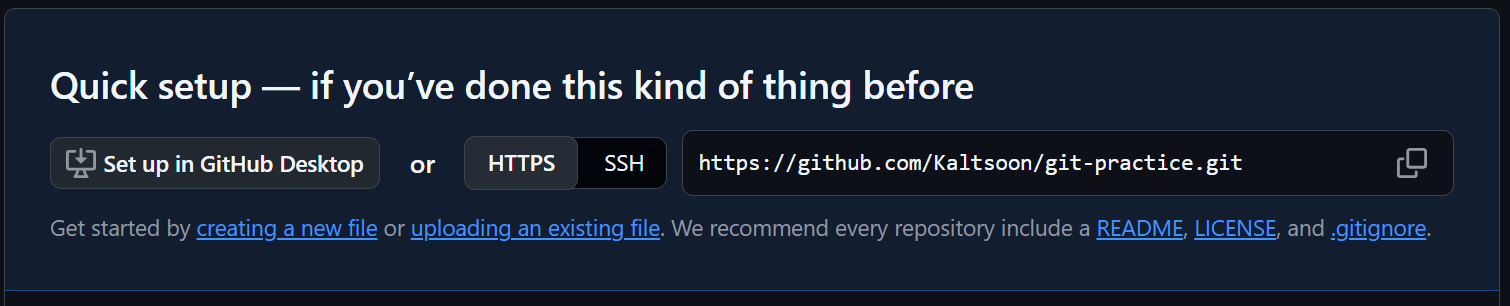 Quick setup — if you’ve done this kind of thing before
Set up in GitHub Desktop or HTTPS SSH https://github.com/Kaltsoon/git-practice.git
Get started by creating a new file or uploading an existing file. We recommend every repository include a README, LICENSE, and .gitignore.